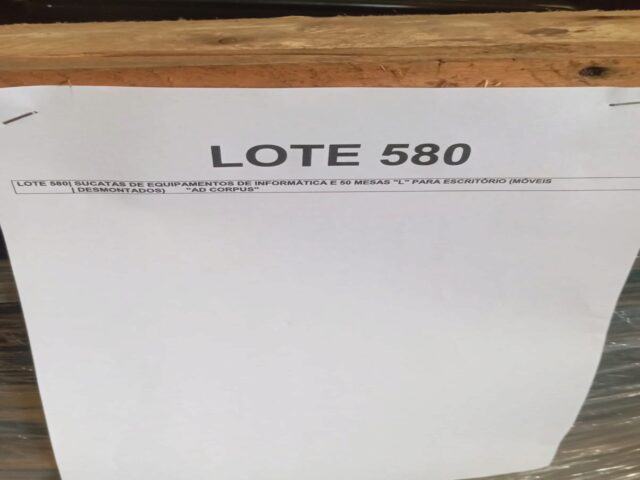 LOTE 580
LOTE 580 SUCATAS DE EQUIPAMENTOS DE INFORMÁTICA E 50 MESAS "L" PARA ESCRITÓRIO (MÓVEIS
DESMONTADOS) "AD CORPUS"